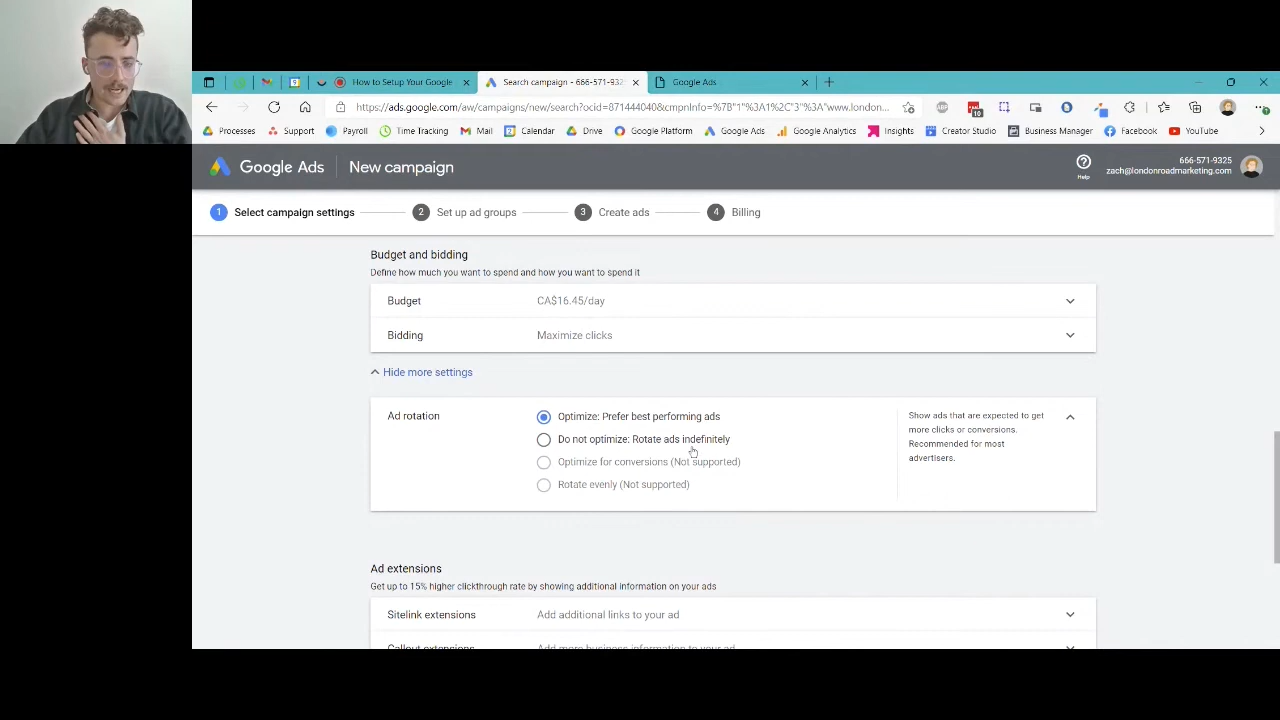 How to Setup Your Google
Search campaign - 666-571-932
Google Ads
https://ads.google.com/aw/campaigns/new/search?ocid=871444040&cmpnInfo=%7B"1"%3A1%2C"3"%3A"www.london...
10
Processes
Support
Payroll
Time Tracking
Mail
Calendar
Drive
Google Platform
Google Ads
Google Analytics
Insights
Creator Studio
Business Manager
Facebook
YouTube
Google Ads
New campaign
Help
666-571-9325
zach@londonroadmarketing.com
1 Select campaign settings
2 Set up ad groups
3 Create ads
4 Billing
Budget and bidding
Define how much you want to spend and how you want to spend it
Budget
CA$16.45/day
Bidding
Maximize clicks
Hide more settings
Ad rotation
Optimize: Prefer best performing ads
Do not optimize: Rotate ads indefinitely
Optimize for conversions (Not supported)
Rotate evenly (Not supported)
Show ads that are expected to get
more clicks or conversions.
Recommended for most
advertisers.
Ad extensions
Get up to 15% higher clickthrough rate by showing additional information on your ads
Sitelink extensions
Add additional links to your ad
Callout extensions
Add more business information to your ad